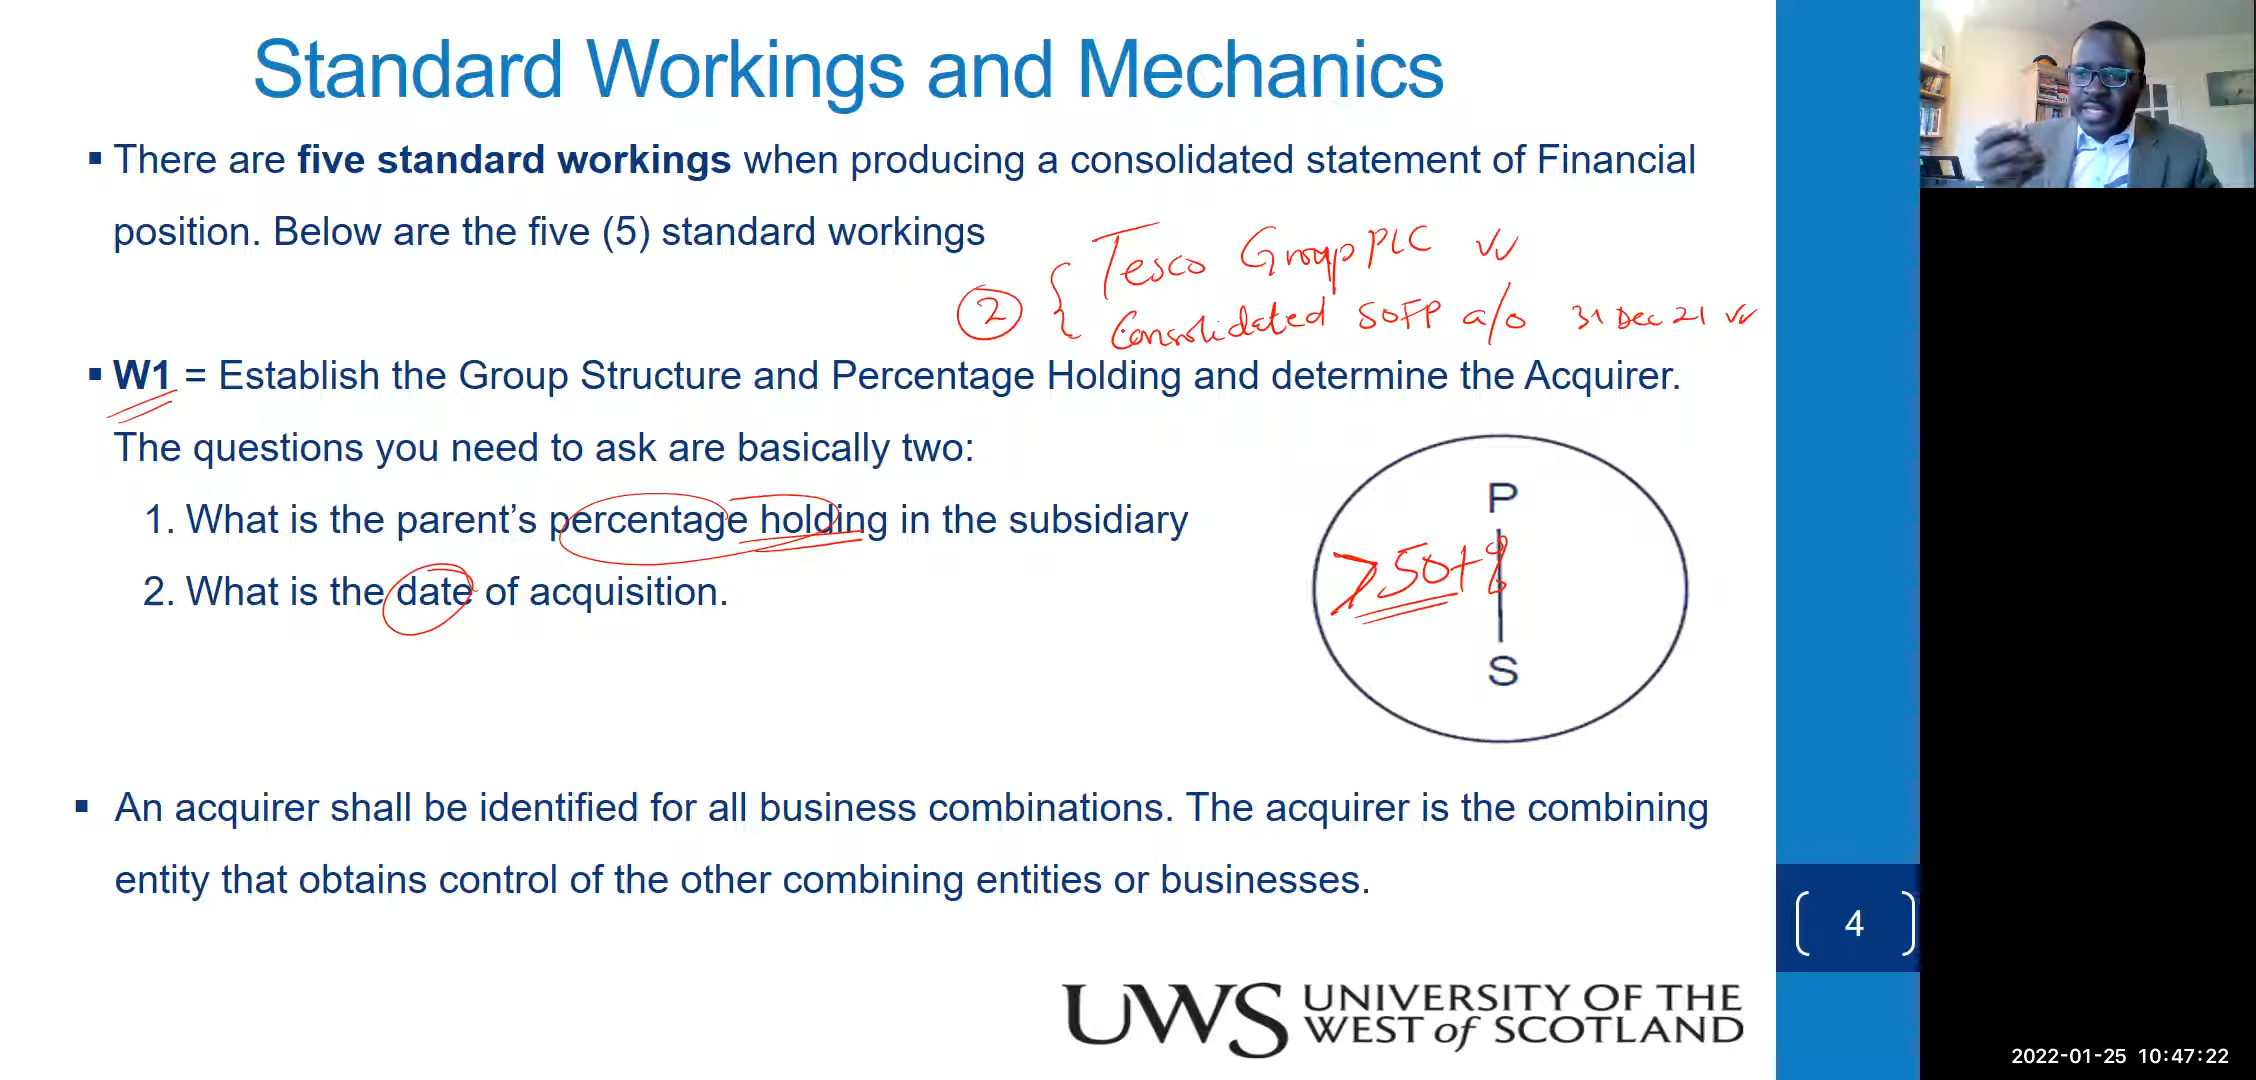 Standard Workings and Mechanics
▪ There are five standard workings when producing a consolidated statement of Financial
position. Below are the five (5) standard workings
Tesco Group PLC
2 { Consolidated SOFP a/o 31 Dec 21
▪ W1 = Establish the Group Structure and Percentage Holding and determine the Acquirer.
The questions you need to ask are basically two:
1. What is the parent’s percentage holding in the subsidiary
2. What is the date of acquisition.
P
>50+%
S
▪ An acquirer shall be identified for all business combinations. The acquirer is the combining
entity that obtains control of the other combining entities or businesses.
4
UWS UNIVERSITY OF THE
WEST of SCOTLAND
2022-01-25 10:47:22